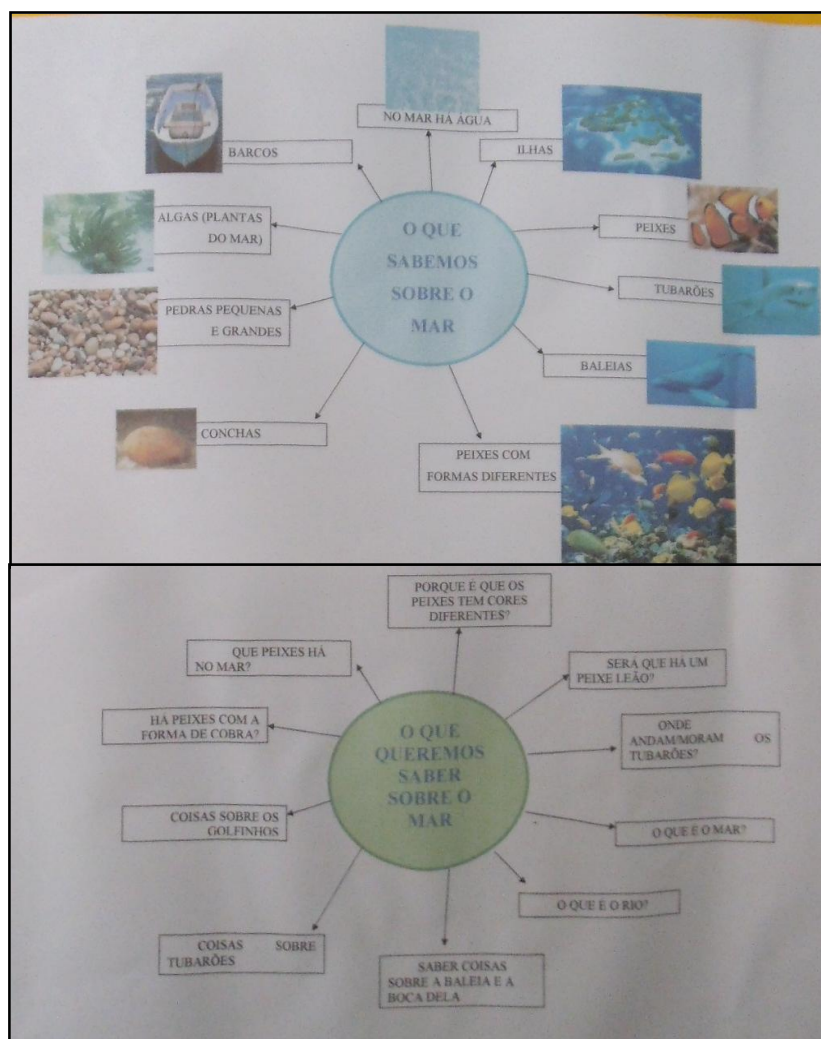 NO MAR HÁ ÁGUA
BARCOS
ILHAS
ALGAS (PLANTAS
DO MAR)
PEIXES
O QUE
SABEMOS
SOBRE O
MAR
TUBARÕES
PEDRAS PEQUENAS
E GRANDES
BALEIAS
CONCHAS
PEIXES COM
FORMAS DIFERENTES
PORQUE É QUE OS
PEIXES TEM CORES
DIFERENTES?
QUE PEIXES HÁ
NO MAR?
SERÁ QUE HÁ UM
PEIXE LEÃO?
HÁ PEIXES COM A
FORMA DE COBRA?
O QUE
QUEREMOS
SABER
SOBRE O
MAR
ONDE
ANDAM/MORAM OS
TUBARÕES?
COISAS SOBRE OS
GOLFINHOS
O QUE É O MAR?
O QUE É O RIO?
COISAS SOBRE
TUBARÕES
SABER COISAS
SOBRE A BALEIA E A
BOCA DELA